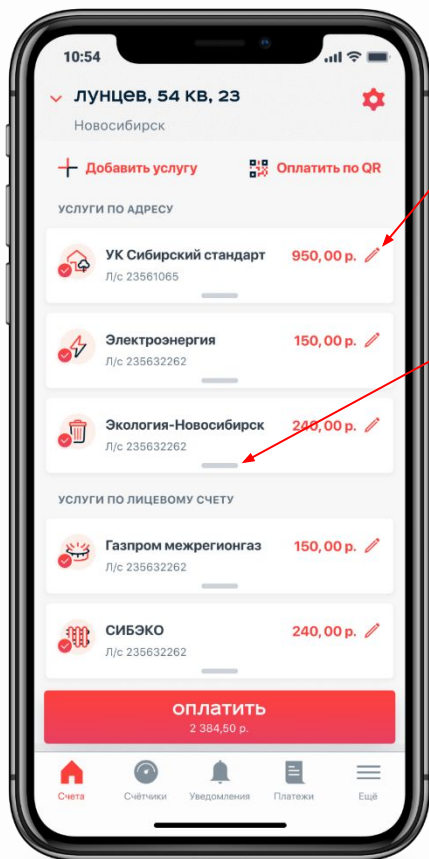 10:54
лунцев, 54 кв, 23
Новосибирск
Добавить услугу
Оплатить по QR
УСЛУГИ ПО АДРЕСУ
УК Сибирский стандарт 950,00 р.
Л/с 23561065
Электроэнергия 150,00 р.
Л/с 235632262
Экология-Новосибирск 240,00 р.
Л/с 235632262
УСЛУГИ ПО ЛИЦЕВОМУ СЧЕТУ
Газпром межрегионгаз 150,00 р.
Л/с 235632262
СИБЭКО 240,00 р.
Л/с 235632262
оплатить
2 384,50 р.
Счета Счётчики Уведомления Платежи Ещё